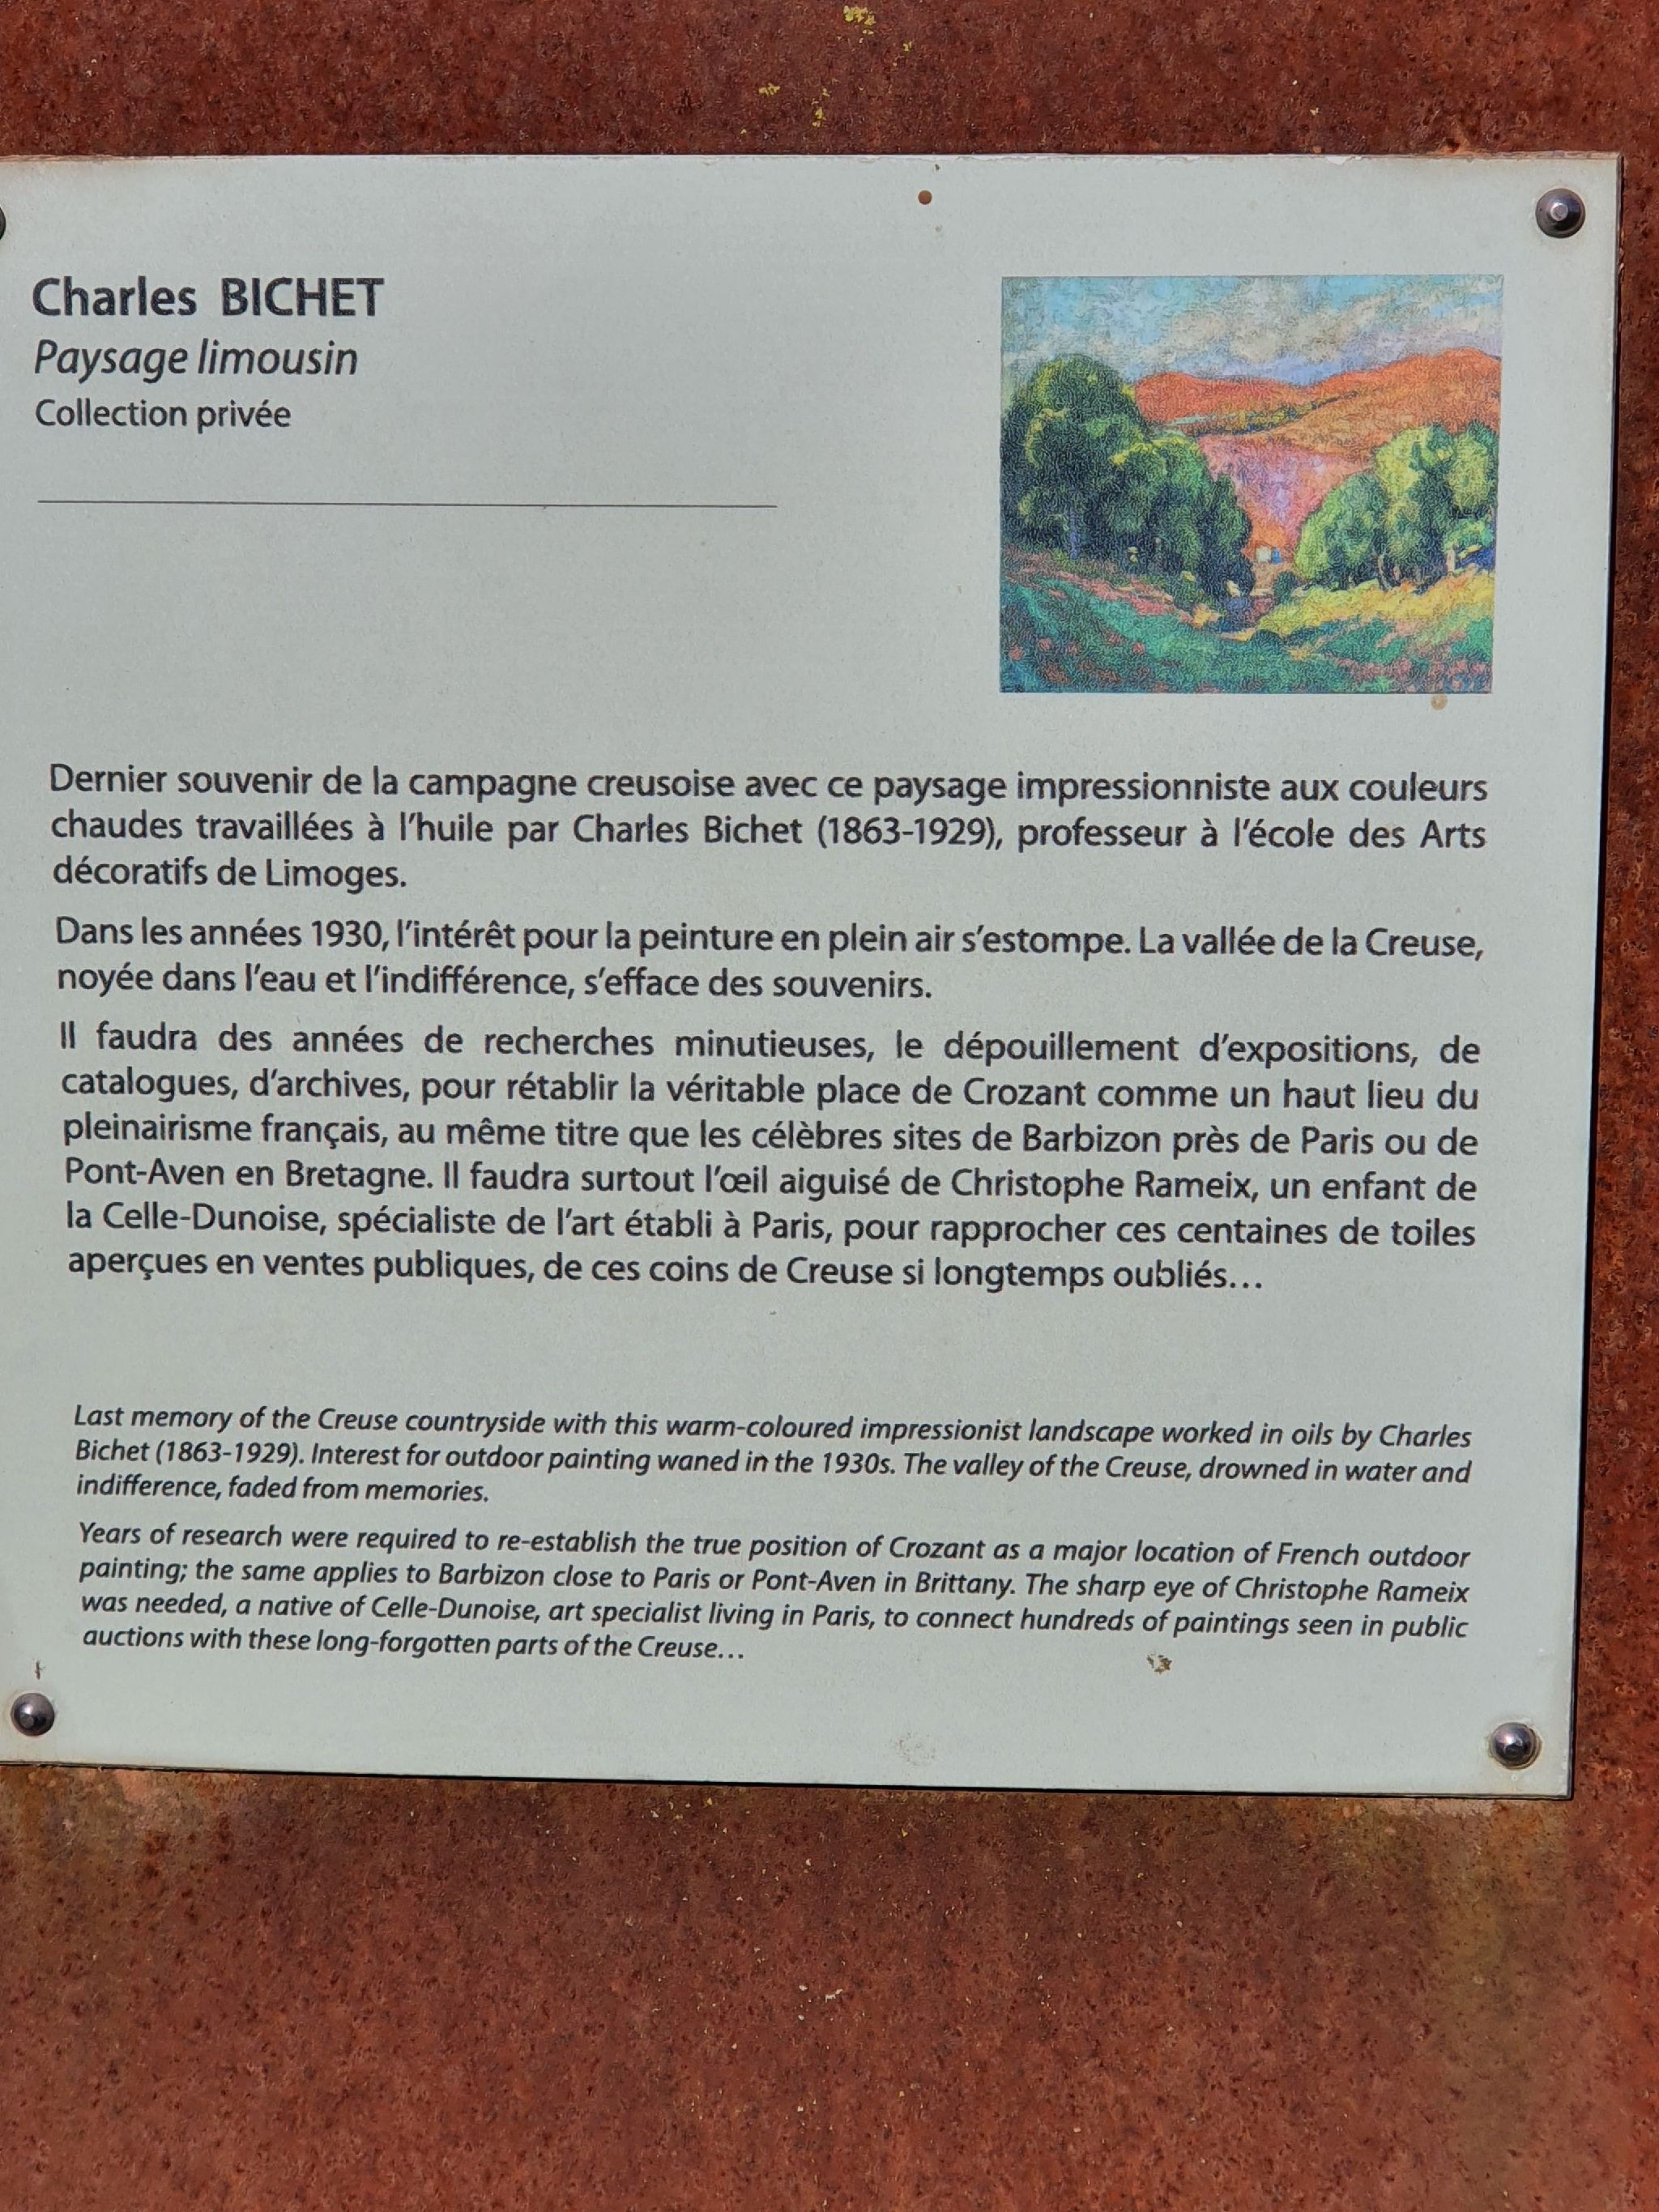 Charles BICHET
Paysage limousin
Collection privée
Dernier souvenir de la campagne creusoise avec ce paysage impressionniste aux couleurs
chaudes travaillées à l'huile par Charles Bichet (1863-1929), professeur à l'école des Arts
décoratifs de Limoges.
Dans les années 1930, l'intérêt pour la peinture en plein air s'estompe. La vallée de la Creuse,
noyée dans l'eau et l'indifférence, s'efface des souvenirs.
Il faudra des années de recherches minutieuses, le dépouillement d'expositions, de
catalogues, d'archives, pour rétablir la véritable place de Crozant comme un haut lieu du
pleinairisme français, au même titre que les célèbres sites de Barbizon près de Paris ou de
Pont-Aven en Bretagne. Il faudra surtout l'œil aiguisé de Christophe Rameix, un enfant de
la Celle-Dunoise, spécialiste de l'art établi à Paris, pour rapprocher ces centaines de toiles
aperçues en ventes publiques, de ces coins de Creuse si longtemps oubliés...
Last memory of the Creuse countryside with this warm-coloured impressionist landscape worked in oils by Charles
Bichet (1863-1929). Interest for outdoor painting waned in the 1930s. The valley of the Creuse, drowned in water and
indifference, faded from memories.
Years of research were required to re-establish the true position of Crozant as a major location of French outdoor
painting; the same applies to Barbizon close to Paris or Pont-Aven in Brittany. The sharp eye of Christophe Rameix
was needed, a native of Celle-Dunoise, art specialist living in Paris, to connect hundreds of paintings seen in public
auctions with these long-forgotten parts of the Creuse...